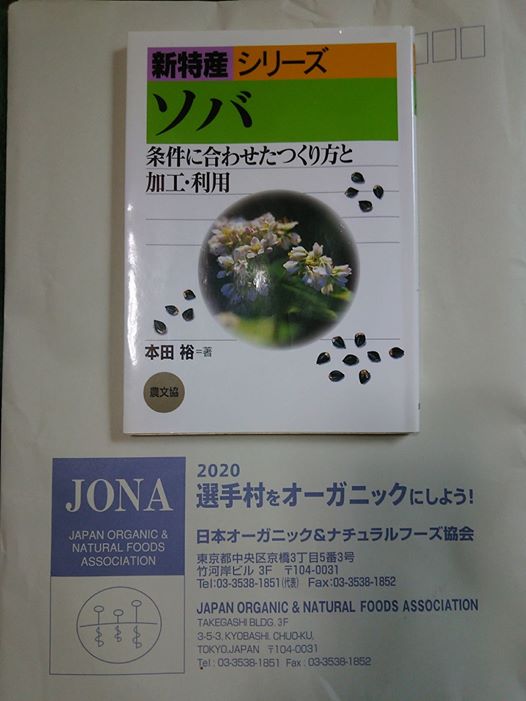 新特産シリーズ
ソバ
条件に合わせたつくり方と
加工・利用
本田 裕=著
農文協
JONA
JAPAN ORGANIC &
NATURAL FOODS
ASSOCIATION
2020
選手村をオーガニックにしよう!
日本オーガニック&ナチュラルフーズ協会
東京都中央区京橋3丁目5番3号
竹河岸ビル 3F 〒104-0031
Tel:03-3538-1851(代表) Fax:03-3538-1852
JAPAN ORGANIC & NATURAL FOODS ASSOCIATION
TAKEGASHI BLDG. 3F
3-5-3, KYOBASHI, CHUO-KU,
TOKYO,JAPAN 〒104-0031
Tel : 03-3538-1851 Fax : 03-3538-1852